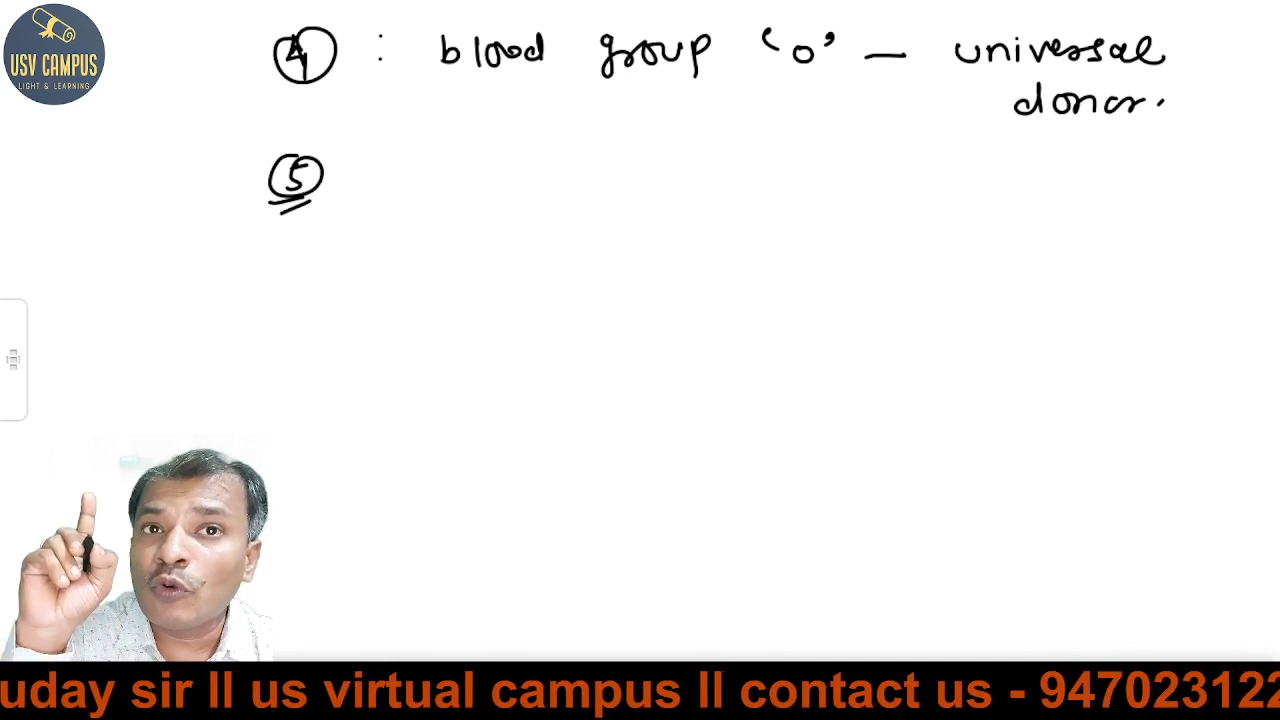 USV CAMPUS
LIGHT & LEARNING
4 : blood group 'o' — universal
donor.
5
uday sir ll us virtual campus ll contact us - 947023122